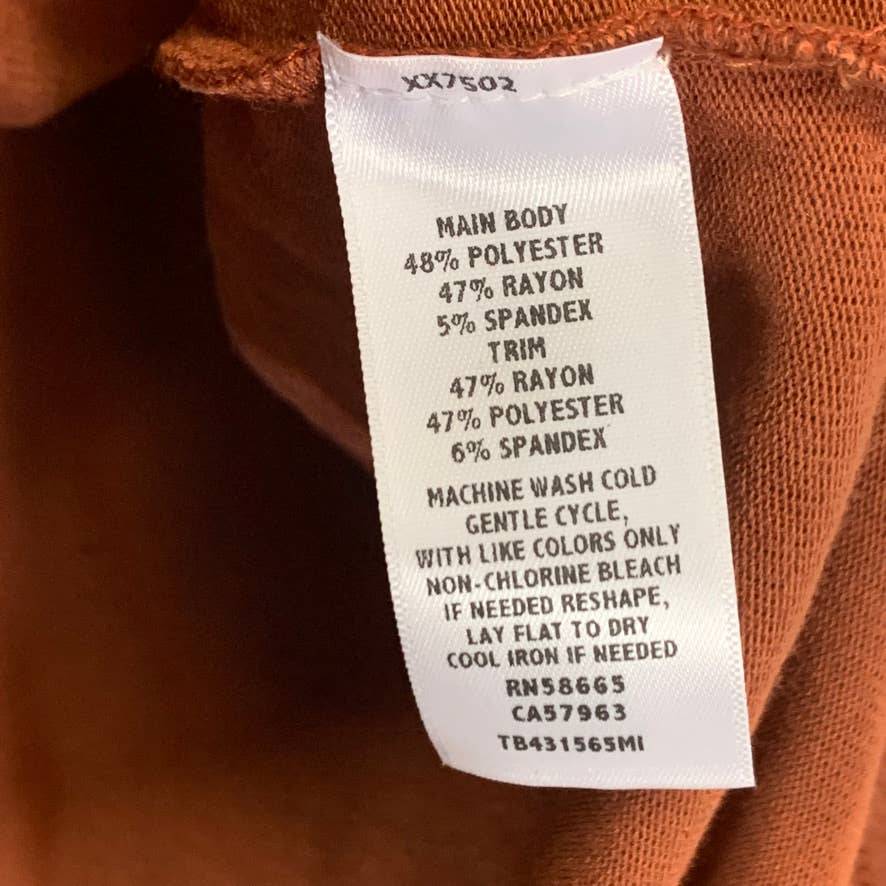 XX7502
MAIN BODY
48% POLYESTER
47% RAYON
5% SPANDEX
TRIM
47% RAYON
47% POLYESTER
6% SPANDEX
MACHINE WASH COLD
GENTLE CYCLE,
WITH LIKE COLORS ONLY
NON-CHLORINE BLEACH
IF NEEDED RESHAPE,
LAY FLAT TO DRY
COOL IRON IF NEEDED
RN58665
CA57963
TB431565MI